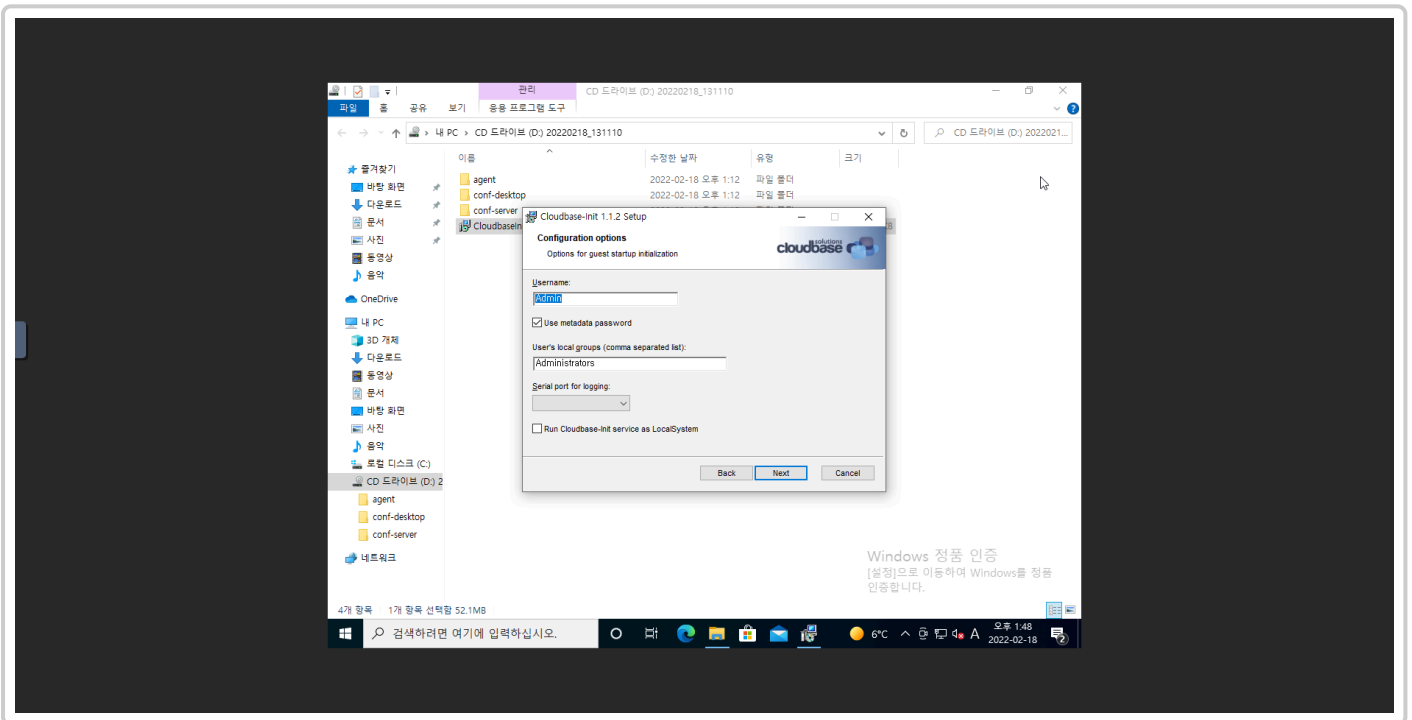 관리
CD 드라이브 (D:) 20220218_131110
파일 홈 공유 보기 응용 프로그램 도구
내 PC > CD 드라이브 (D:) 20220218_131110
CD 드라이브 (D:) 2022021...
이름 수정한 날짜 유형 크기
즐겨찾기
바탕 화면
다운로드
문서
사진
동영상
음악
OneDrive
내 PC
3D 개체
다운로드
동영상
문서
바탕 화면
사진
음악
로컬 디스크 (C:)
CD 드라이브 (D:) 2
agent
conf-desktop
conf-server
네트워크
agent 2022-02-18 오후 1:12 파일 폴더
conf-desktop 2022-02-18 오후 1:12 파일 폴더
conf-server
CloudbaseIn
Cloudbase-Init 1.1.2 Setup
Configuration options
Options for guest startup initialization
cloudbase solutions
Username:
Admin
Use metadata password
User's local groups (comma separated list):
Administrators
Serial port for logging:
Run Cloudbase-Init service as LocalSystem
Back Next Cancel
Windows 정품 인증
[설정]으로 이동하여 Windows를 정품
인증합니다.
4개 항목 1개 항목 선택함 52.1MB
검색하려면 여기에 입력하십시오.
6°C A 오후 1:48
2022-02-18
2